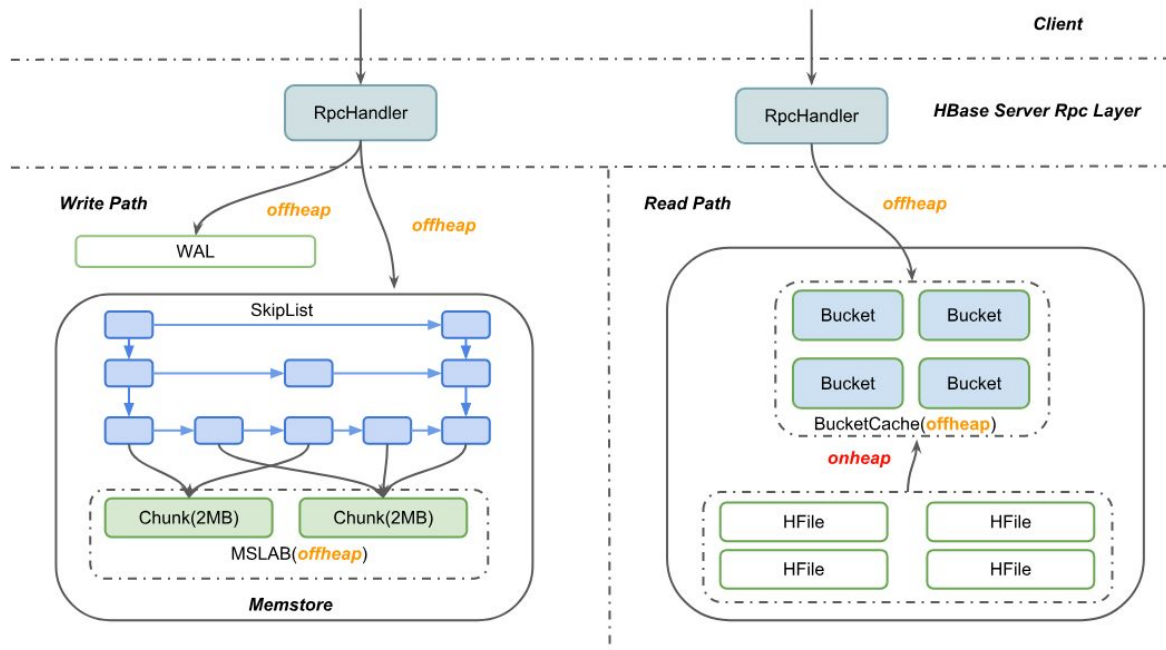 Client
RpcHandler
RpcHandler
HBase Server Rpc Layer
Write Path
offheap
offheap
WAL
SkipList
Chunk(2MB)
Chunk(2MB)
MSLAB(offheap)
Memstore
Read Path
offheap
Bucket
Bucket
Bucket
Bucket
BucketCache(offheap)
onheap
HFile
HFile
HFile
HFile